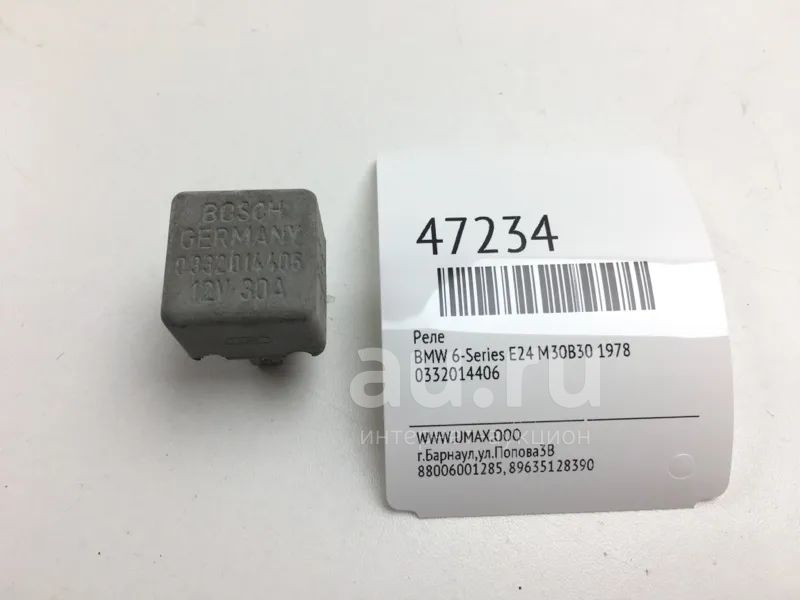 BOSCH
GERMANY
0332014406
12V 30A
47234
Реле
BMW 6-Series E24 M30B30 1978
0332014406
WWW.UMAX.OOO
г.Барнаул,ул.Попова3В
88006001285, 89635128390
au.ru
интернет-аукцион